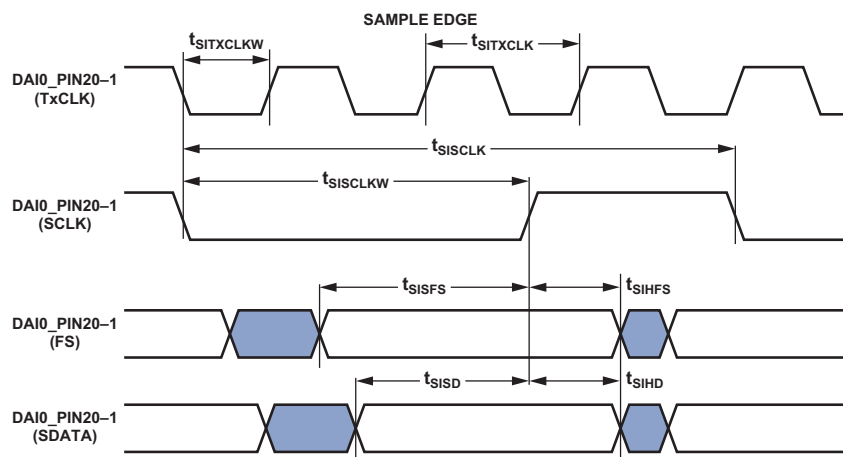 SAMPLE EDGE
tSITXCLKW
tSITXCLK
DAI0_PIN20–1
(TxCLK)
tSISCLK
tSISCLKW
DAI0_PIN20–1
(SCLK)
tSISFS
tSIHFS
DAI0_PIN20–1
(FS)
tSISD
tSIHD
DAI0_PIN20–1
(SDATA)